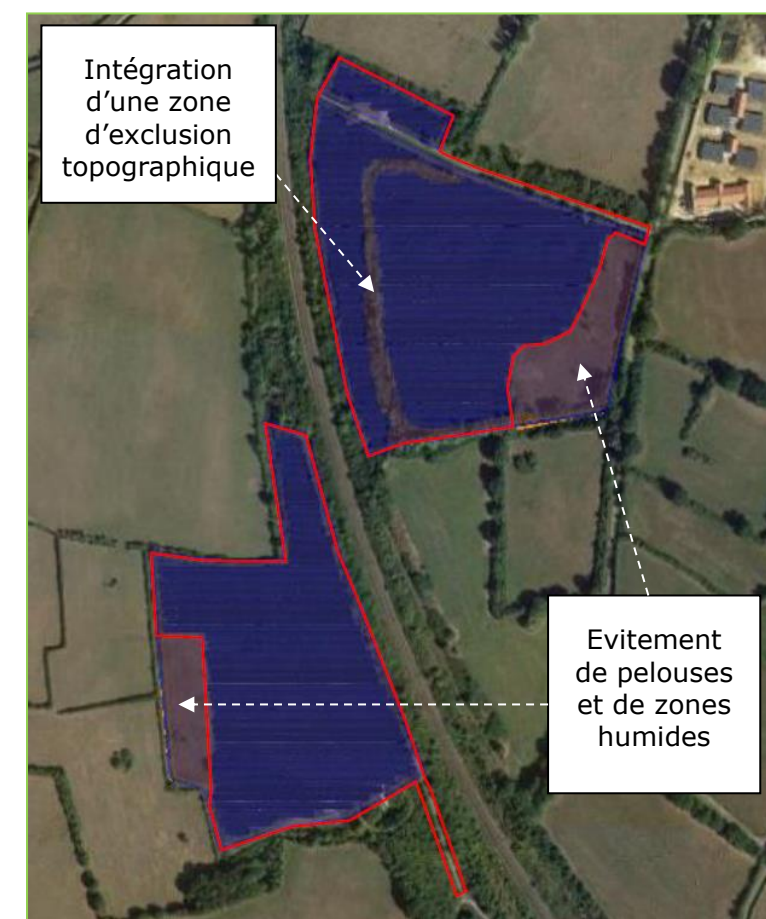 Intégration
d’une zone
d’exclusion
topographique
Evitement
de pelouses
et de zones
humides